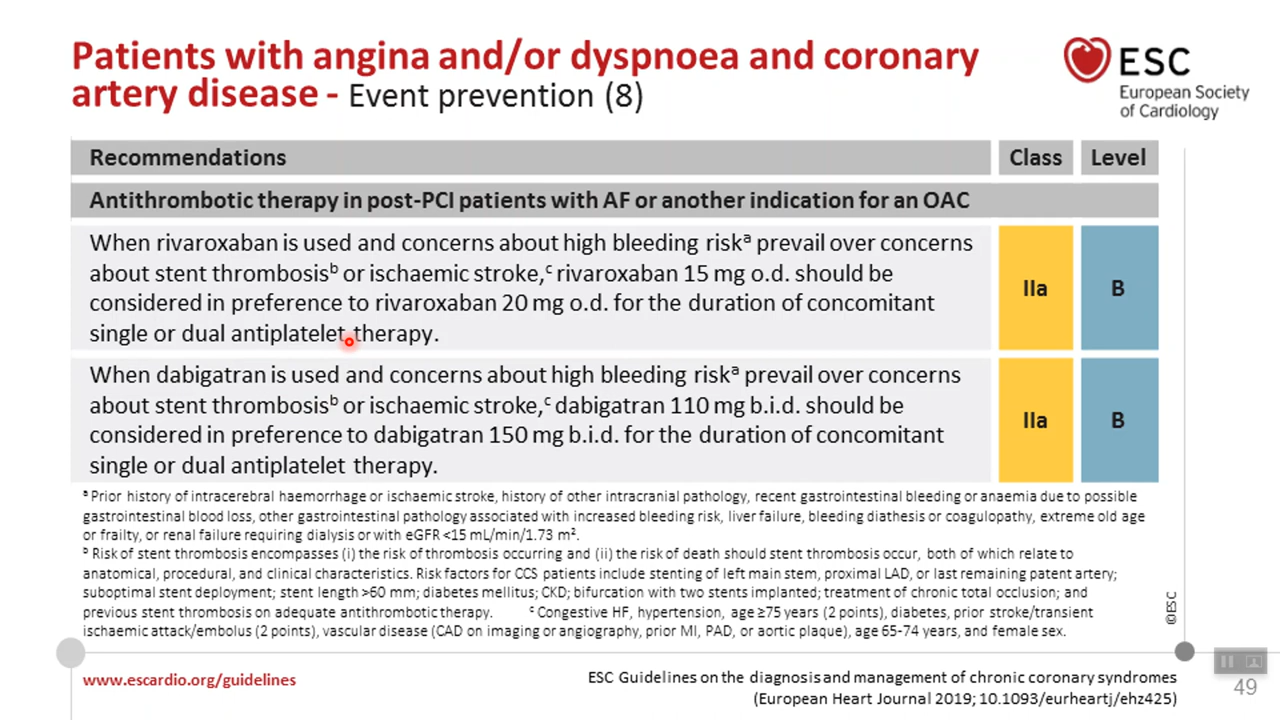 Patients with angina and/or dyspnoea and coronary
artery disease - Event prevention (8)
ESC
European Society
of Cardiology
Recommendations Class Level
Antithrombotic therapy in post-PCI patients with AF or another indication for an OAC
When rivaroxaban is used and concerns about high bleeding riskᵃ prevail over concerns
about stent thrombosisᵇ or ischaemic stroke,ᶜ rivaroxaban 15 mg o.d. should be
considered in preference to rivaroxaban 20 mg o.d. for the duration of concomitant
single or dual antiplatelet therapy.
IIa B
When dabigatran is used and concerns about high bleeding riskᵃ prevail over concerns
about stent thrombosisᵇ or ischaemic stroke,ᶜ dabigatran 110 mg b.i.d. should be
considered in preference to dabigatran 150 mg b.i.d. for the duration of concomitant
single or dual antiplatelet therapy.
IIa B
ᵃ Prior history of intracerebral haemorrhage or ischaemic stroke, history of other intracranial pathology, recent gastrointestinal bleeding or anaemia due to possible
gastrointestinal blood loss, other gastrointestinal pathology associated with increased bleeding risk, liver failure, bleeding diathesis or coagulopathy, extreme old age
or frailty, or renal failure requiring dialysis or with eGFR <15 mL/min/1.73 m².
ᵇ Risk of stent thrombosis encompasses (i) the risk of thrombosis occurring and (ii) the risk of death should stent thrombosis occur, both of which relate to
anatomical, procedural, and clinical characteristics. Risk factors for CCS patients include stenting of left main stem, proximal LAD, or last remaining patent artery;
suboptimal stent deployment; stent length >60 mm; diabetes mellitus; CKD; bifurcation with two stents implanted; treatment of chronic total occlusion; and
previous stent thrombosis on adequate antithrombotic therapy. ᶜ Congestive HF, hypertension, age ≥75 years (2 points), diabetes, prior stroke/transient
ischaemic attack/embolus (2 points), vascular disease (CAD on imaging or angiography, prior MI, PAD, or aortic plaque), age 65-74 years, and female sex.
©ESC
www.escardio.org/guidelines
ESC Guidelines on the diagnosis and management of chronic coronary syndromes
(European Heart Journal 2019; 10.1093/eurheartj/ehz425)
49